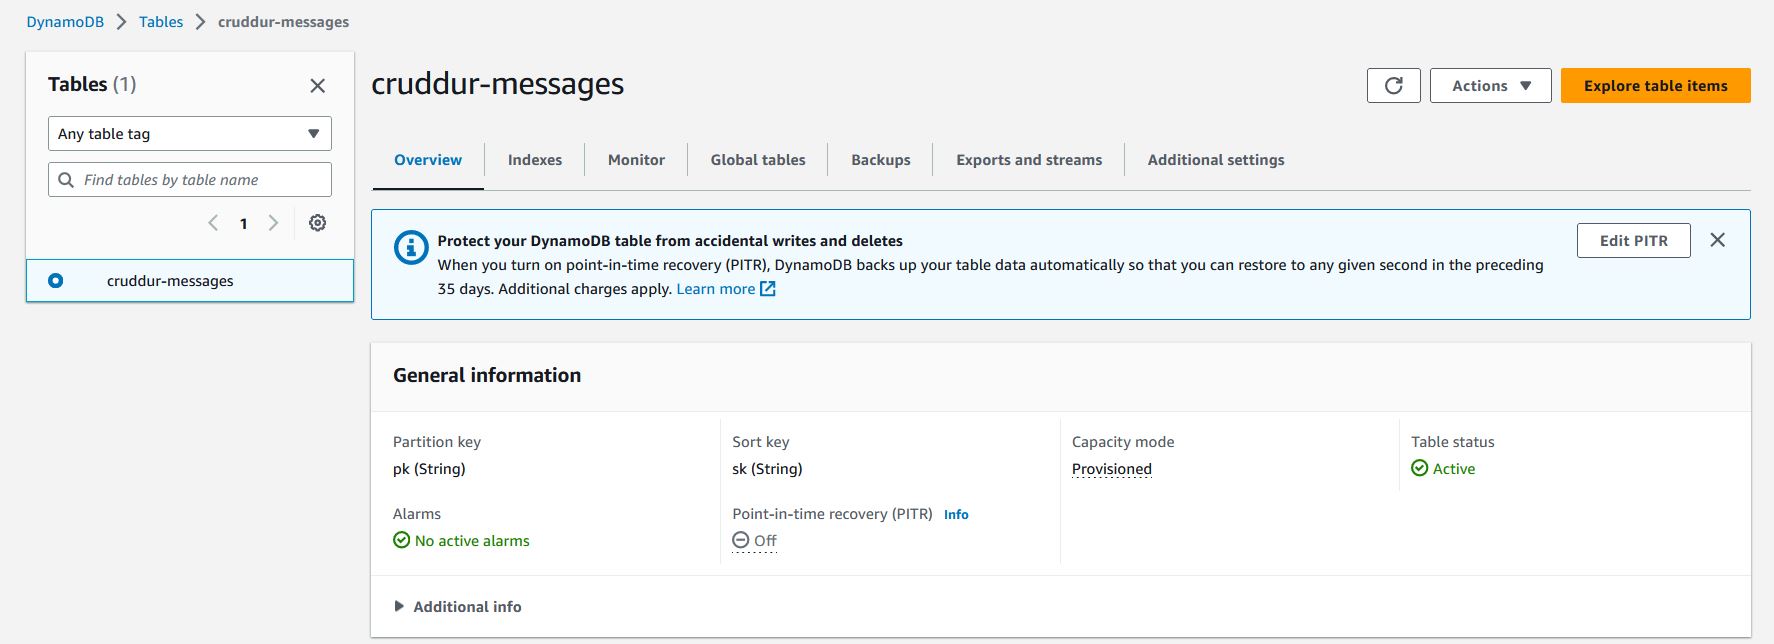 DynamoDB > Tables > cruddur-messages
Tables (1)
Any table tag
Find tables by table name
1
cruddur-messages
cruddur-messages
Actions
Explore table items
Overview
Indexes
Monitor
Global tables
Backups
Exports and streams
Additional settings
Protect your DynamoDB table from accidental writes and deletes
When you turn on point-in-time recovery (PITR), DynamoDB backs up your table data automatically so that you can restore to any given second in the preceding
35 days. Additional charges apply. Learn more
Edit PITR
General information
Partition key
pk (String)
Sort key
sk (String)
Capacity mode
Provisioned
Table status
Active
Alarms
No active alarms
Point-in-time recovery (PITR) Info
Off
Additional info